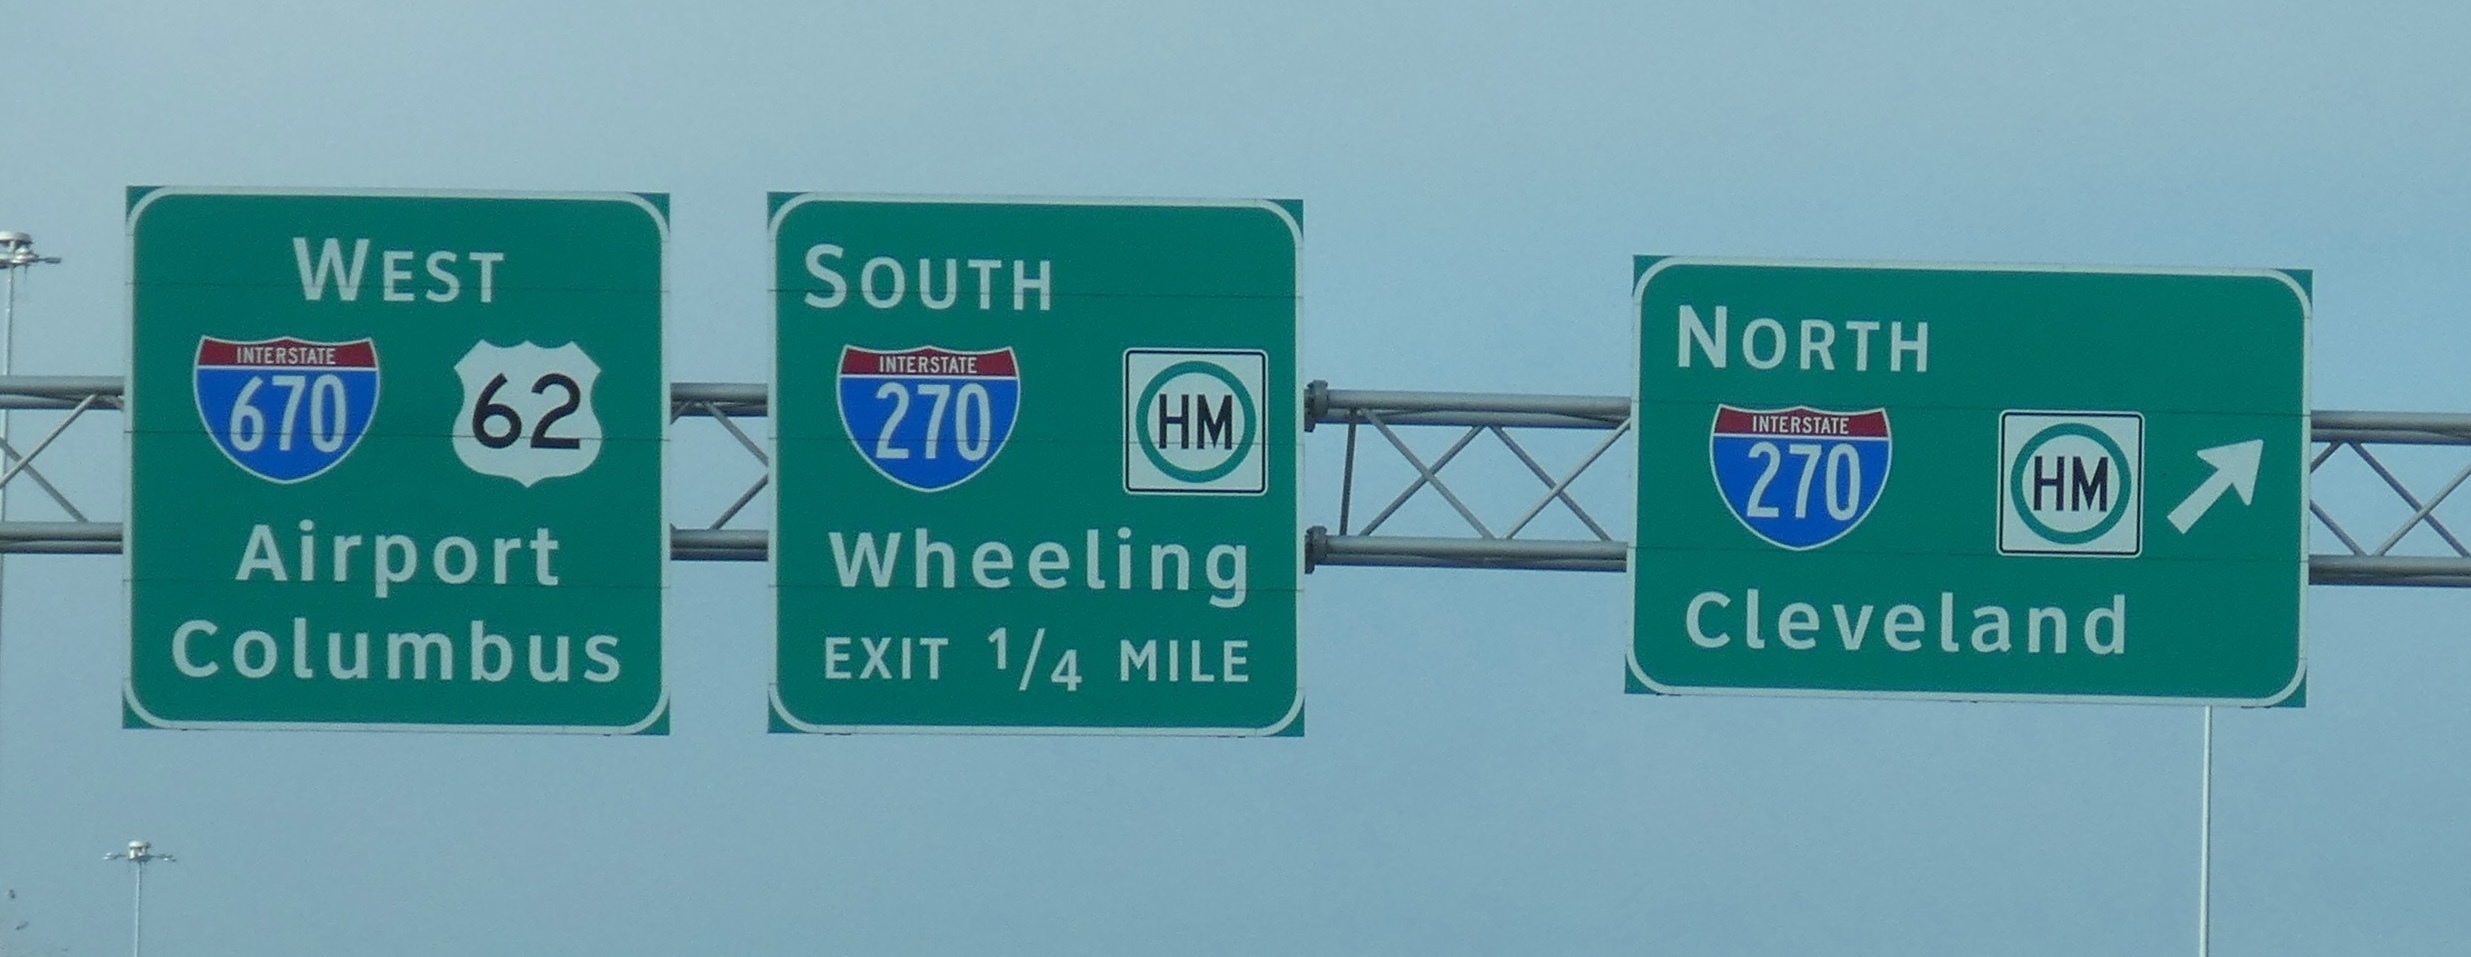 WEST
INTERSTATE
670
62
Airport
Columbus
SOUTH
INTERSTATE
270
HM
Wheeling
EXIT 1/4 MILE
NORTH
INTERSTATE
270
HM
Cleveland